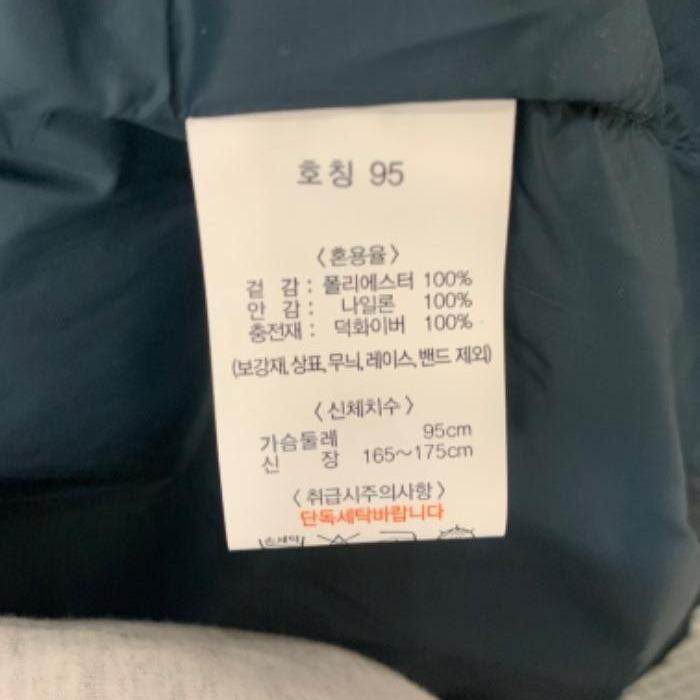 호칭 95
〈혼용율〉
겉 감 : 폴리에스터 100%
안 감 : 나일론 100%
충전재 : 덕화이버 100%
(보강재,상표,무늬,레이스,밴드 제외)
〈신체치수〉
가슴둘레 95cm
신 장 165~175cm
〈취급시주의사항〉
단독세탁바랍니다
손세탁